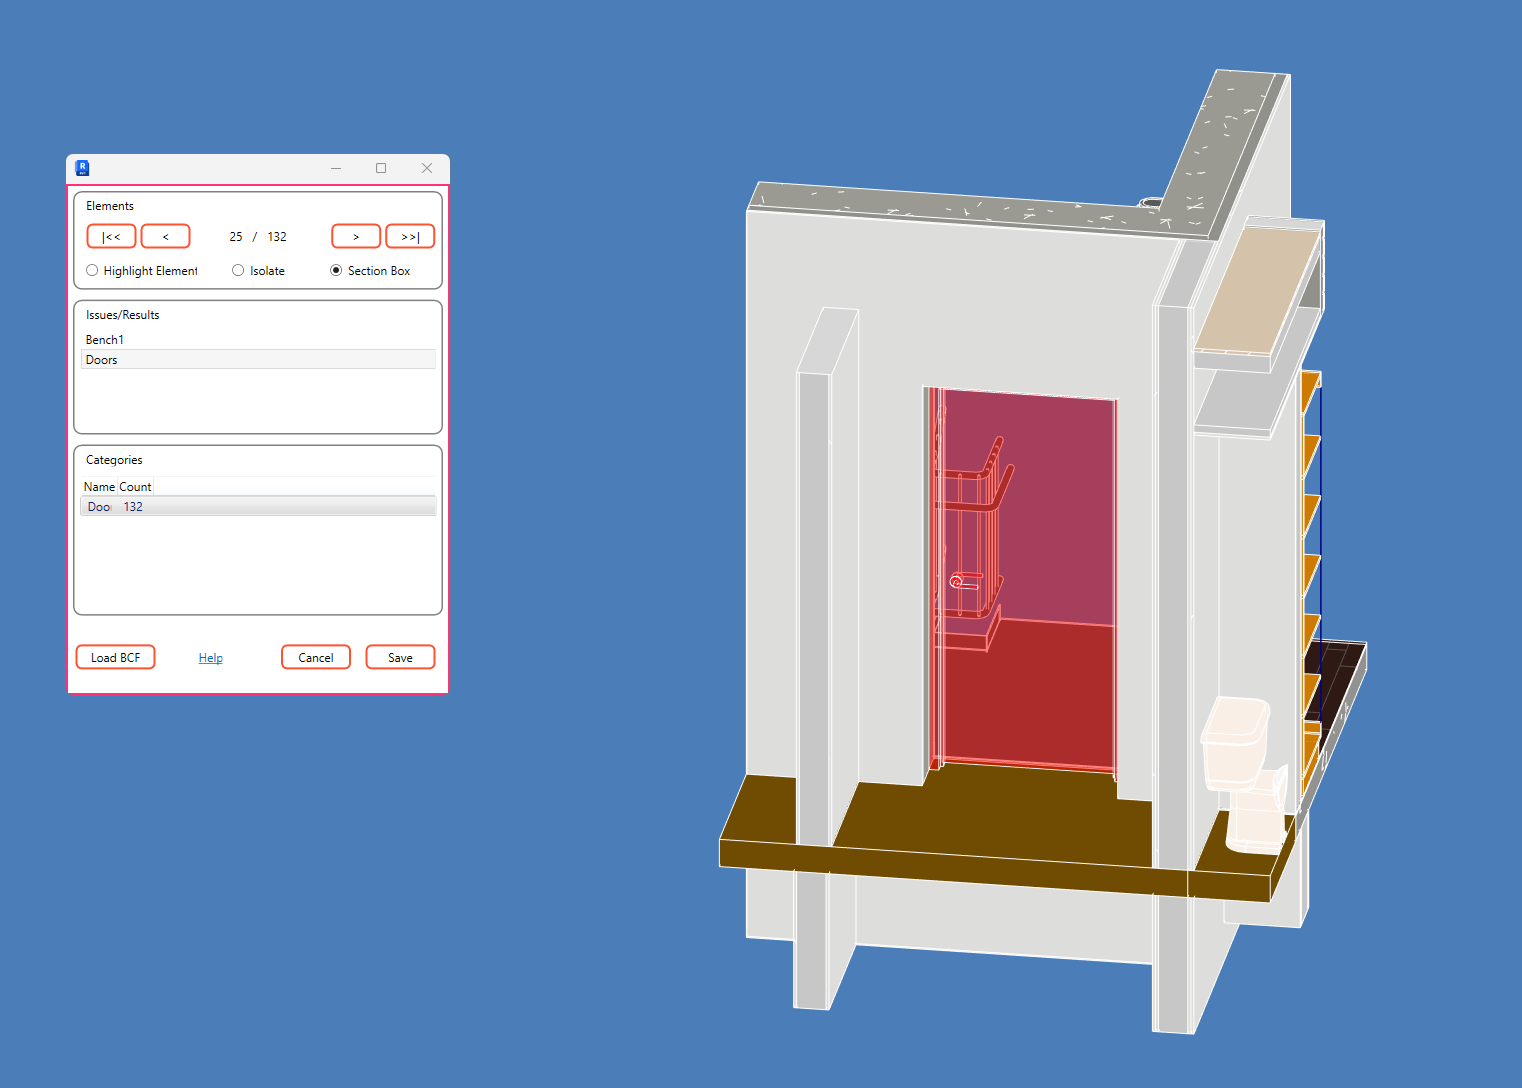 R
Elements
|<< < 25 / 132 > >>|
Highlight Element Isolate Section Box
Issues/Results
Bench1
Doors
Categories
Name Count
Doo 132
Load BCF Help Cancel Save